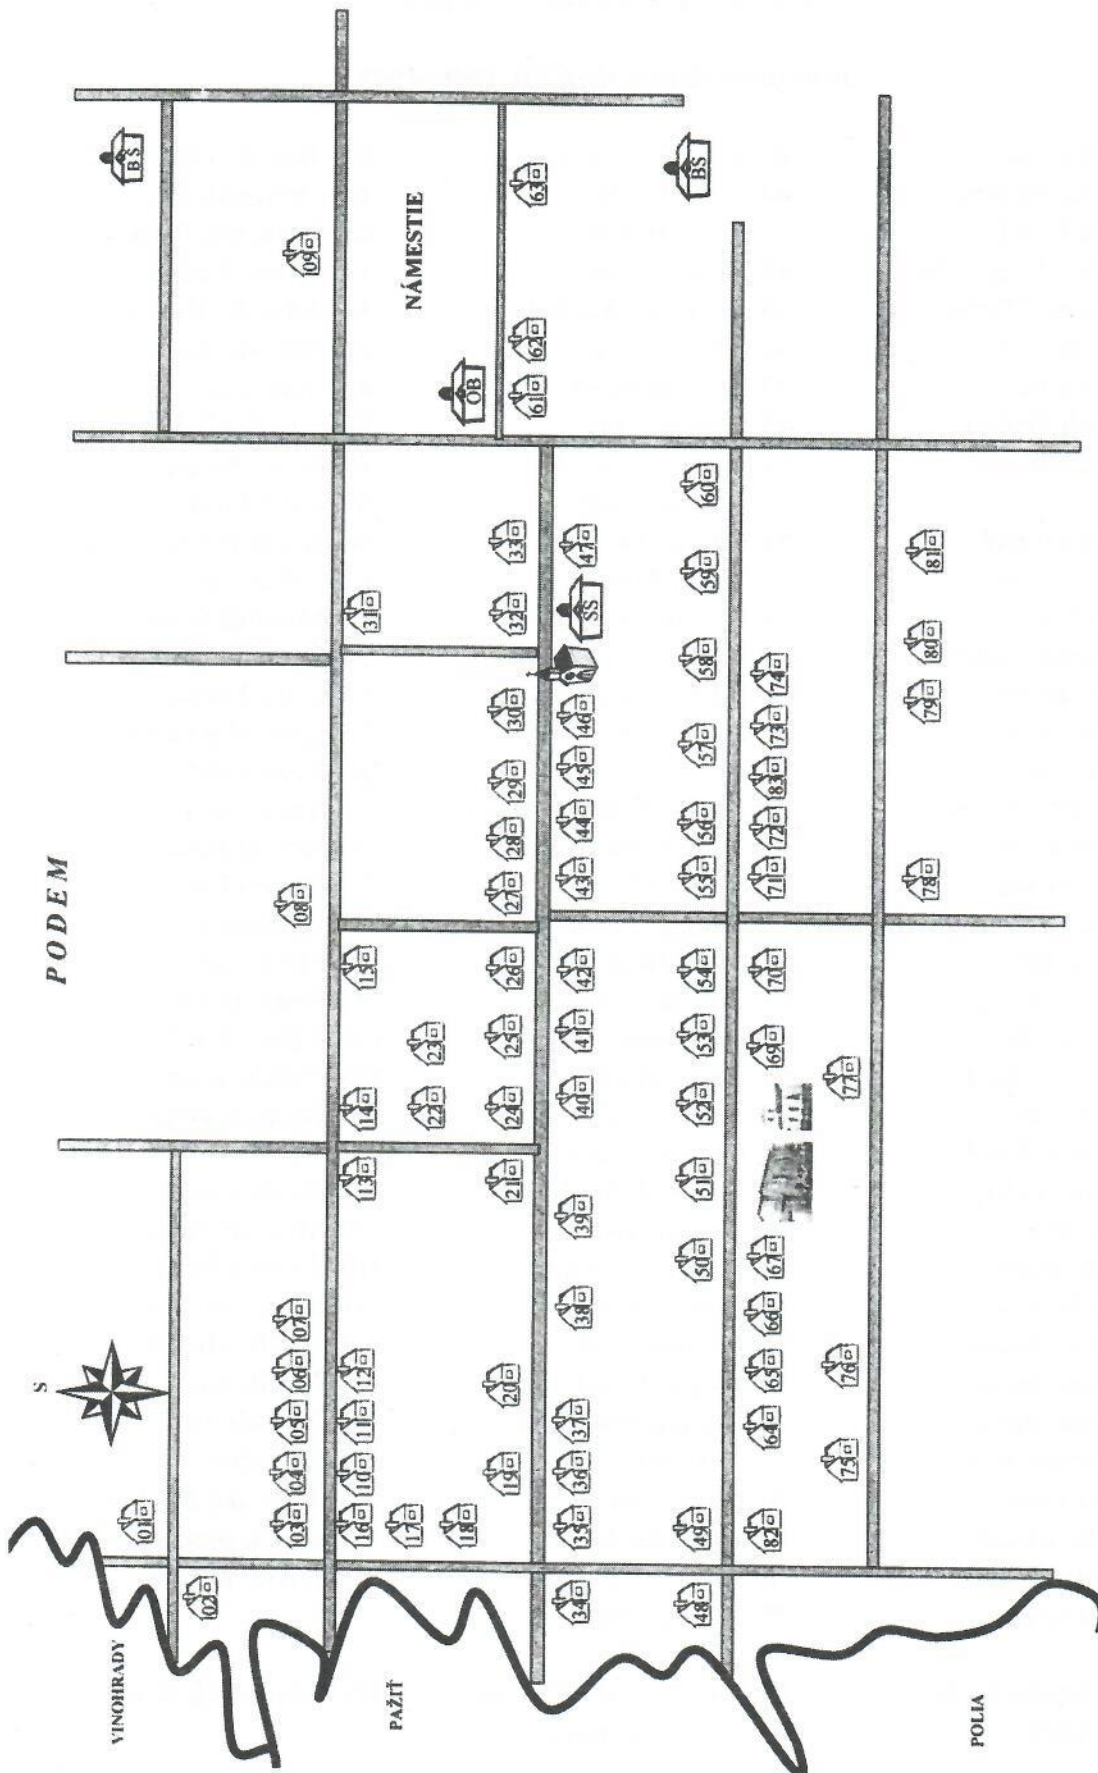 S
PODEM
VINOHRADY
01
BŠ
02
03 04 05 06 07 08 09
16 10 11 12 13 14 15 31
PAŽIŤ
17
22 23
NÁMESTIE
18
OB
19 20 21 24 25 26 27 28 29 30 32 33 61 62 63
34 35 36 37 38 39 40 41 42 43 44 45 46 SŠ 47
48 49 50 51 52 53 54 55 56 57 58 59 60 BŠ
82 64 65 66 67 69 70 71 72 83 73 74
75 76 77
78 79 80 81
POLIA